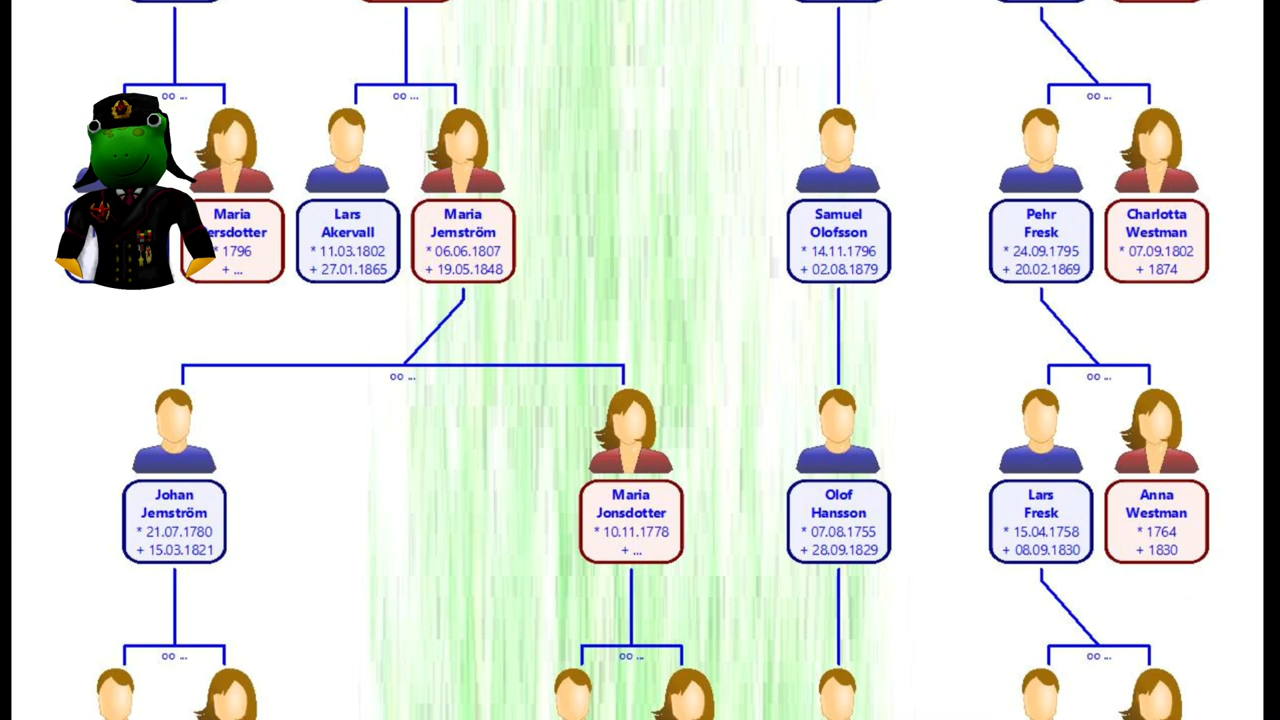 oo ...
oo ...
oo ...
Maria
ersdotter
* 1796
+ ...
Lars
Akervall
* 11.03.1802
+ 27.01.1865
Maria
Jernström
* 06.06.1807
+ 19.05.1848
Samuel
Olofsson
* 14.11.1796
+ 02.08.1879
Pehr
Fresk
* 24.09.1795
+ 20.02.1869
Charlotta
Westman
* 07.09.1802
+ 1874
oo ...
oo ...
Johan
Jernström
* 21.07.1780
+ 15.03.1821
Maria
Jonsdotter
* 10.11.1778
+ ...
Olof
Hansson
* 07.08.1755
+ 28.09.1829
Lars
Fresk
* 15.04.1758
+ 08.09.1830
Anna
Westman
* 1764
+ 1830
oo ...
oo ...
oo ...